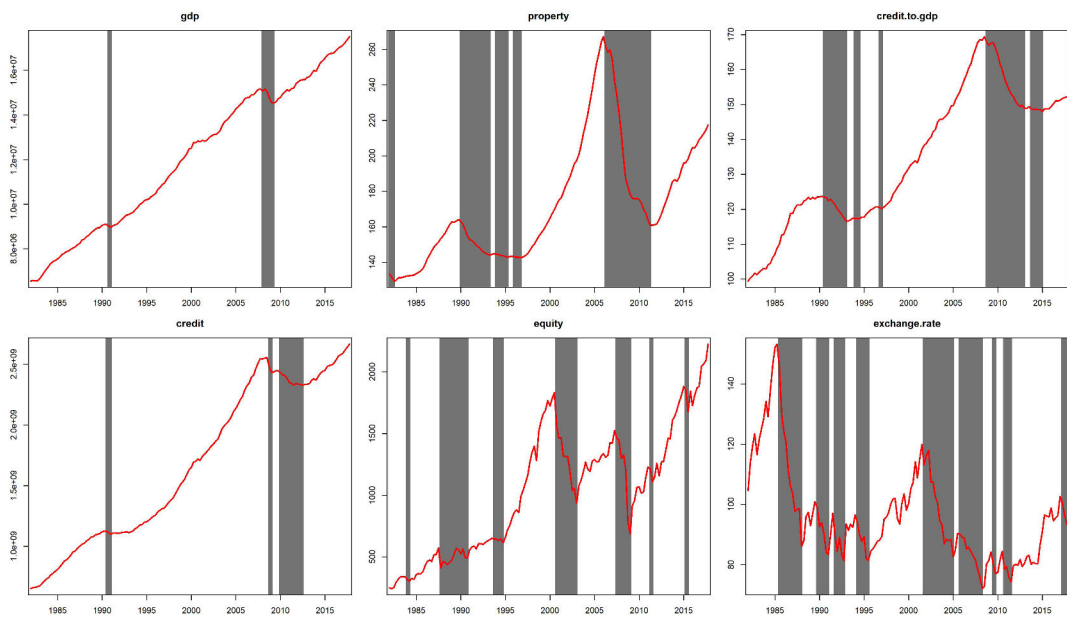 gdp
8.0e+06 1.0e+07 1.2e+07 1.4e+07 1.6e+07
1985 1990 1995 2000 2005 2010 2015
property
140 160 180 200 220 260
1985 1990 1995 2000 2005 2010 2015
credit.to.gdp
100 110 120 130 140 150 160 170
1985 1990 1995 2000 2005 2010 2015
credit
1.0e+09 1.5e+09 2.0e+09 2.5e+09
1985 1990 1995 2000 2005 2010 2015
equity
500 1000 1500 2000
1985 1990 1995 2000 2005 2010 2015
exchange.rate
80 100 120 140
1985 1990 1995 2000 2005 2010 2015